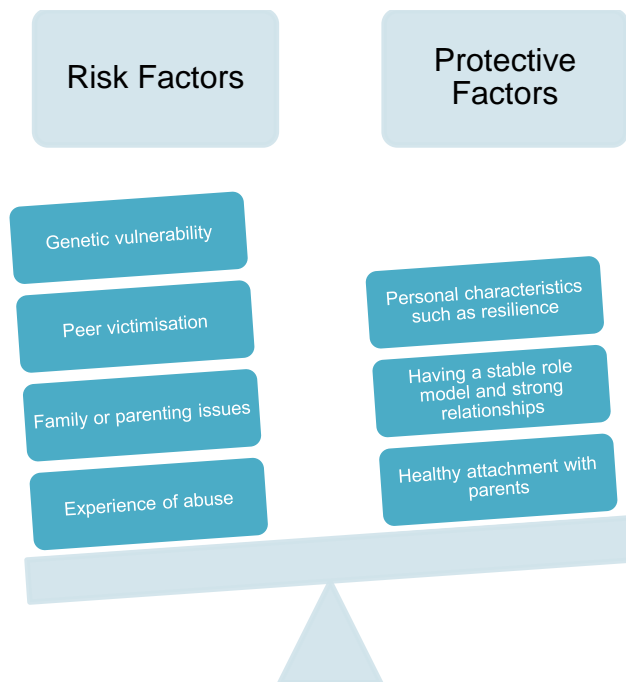 Risk Factors
Protective
Factors
Genetic vulnerability
Peer victimisation
Family or parenting issues
Experience of abuse
Personal characteristics
such as resilience
Having a stable role
model and strong
relationships
Healthy attachment with
parents